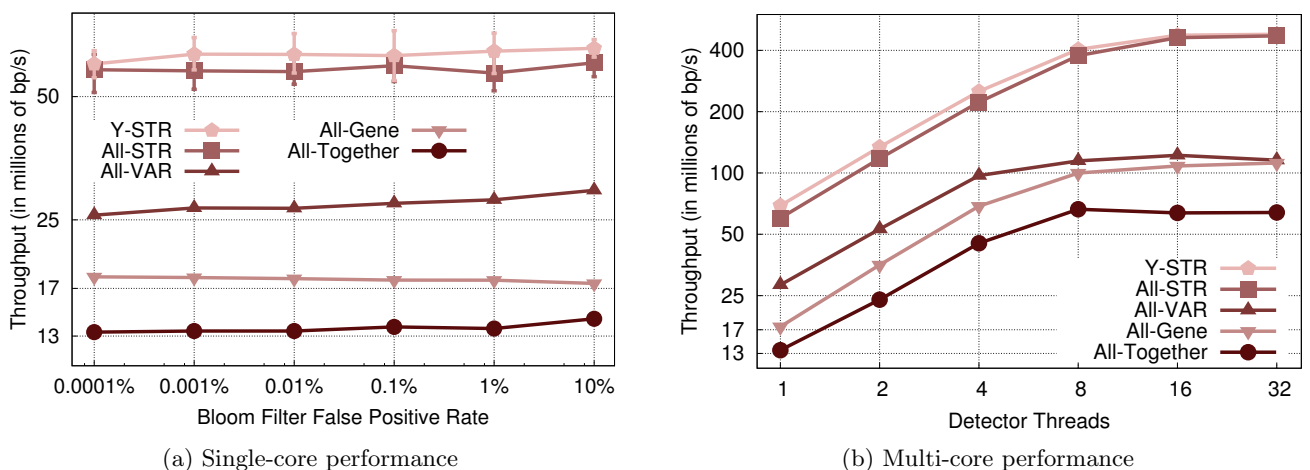 Throughput (in millions of bp/s)
50
25
17
13
Y-STR
All-STR
All-VAR
All-Gene
All-Together
0.0001% 0.001% 0.01% 0.1% 1% 10%
Bloom Filter False Positive Rate
(a) Single-core performance
Throughput (in millions of bp/s)
400
200
100
50
25
17
13
Y-STR
All-STR
All-VAR
All-Gene
All-Together
1 2 4 8 16 32
Detector Threads
(b) Multi-core performance